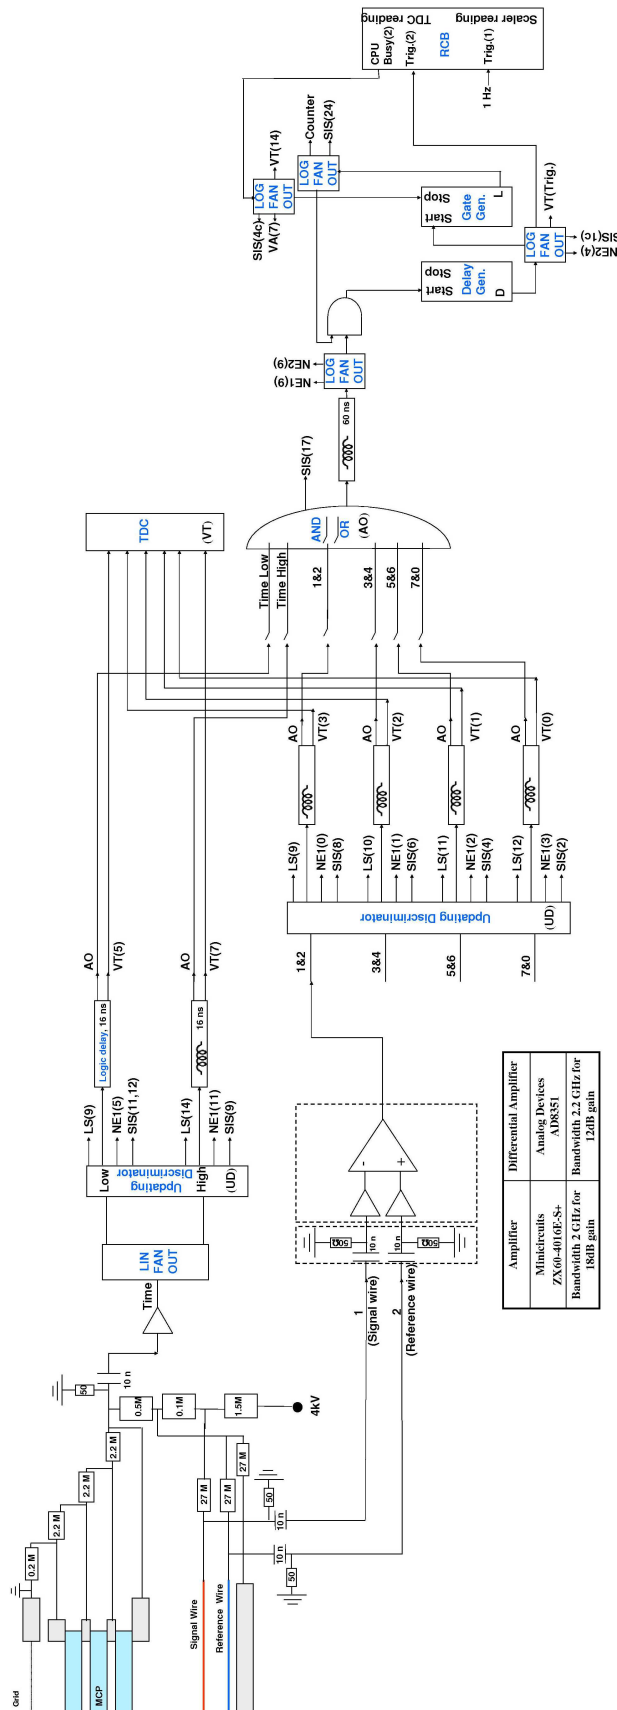 Grid
MCP
0.2 M
2.2 M
2.2 M
2.2 M
50
10 n
0.5M
0.1M
1.5M
4kV
27 M
27 M
27 M
Signal Wire
Reference Wire
50
10 n
10 n
50
Time
LIN
FAN
OUT
Updating
Discriminator
(UD)
Low
High
LS(9)
NE1(5)
SIS(11,12)
LS(14)
NE1(11)
SIS(9)
Logic delay, 16 ns
16 ns
AO
VT(5)
AO
VT(7)
1
(Signal wire)
2
(Reference wire)
50Ω
10 n
10 n
50Ω
-
+
1&2
3&4
5&6
7&0
Updating Discriminator
(UD)
LS(9)
NE1(0)
SIS(8)
LS(10)
NE1(1)
SIS(6)
LS(11)
NE1(2)
SIS(4)
LS(12)
NE1(3)
SIS(2)
AO
VT(3)
AO
VT(2)
AO
VT(1)
AO
VT(0)
TDC
(VT)
Time Low
Time High
1&2
3&4
5&6
7&0
AND
OR
(AO)
SIS(17)
60 ns
LOG
FAN
OUT
NE1(9)
NE2(9)
Start
Stop
Delay
Gen.
D
Start
Stop
Gate
Gen.
L
LOG
FAN
OUT
SIS(4c)
VA(7)
VT(14)
LOG
FAN
OUT
Counter
SIS(24)
LOG
FAN
OUT
VT(Trig.)
SIS(1c)
NE2(4)
TDC reading
Scaler reading
CPU
Busy(2)
Trig.(2)
RCB
Trig.(1)
1 Hz
Amplifier
Differential Amplifier
Minicircuits
ZX60-4016E-S+
Analog Devices
AD8351
Bandwidth 2 GHz for
18dB gain
Bandwidth 2.2 GHz for
12dB gain